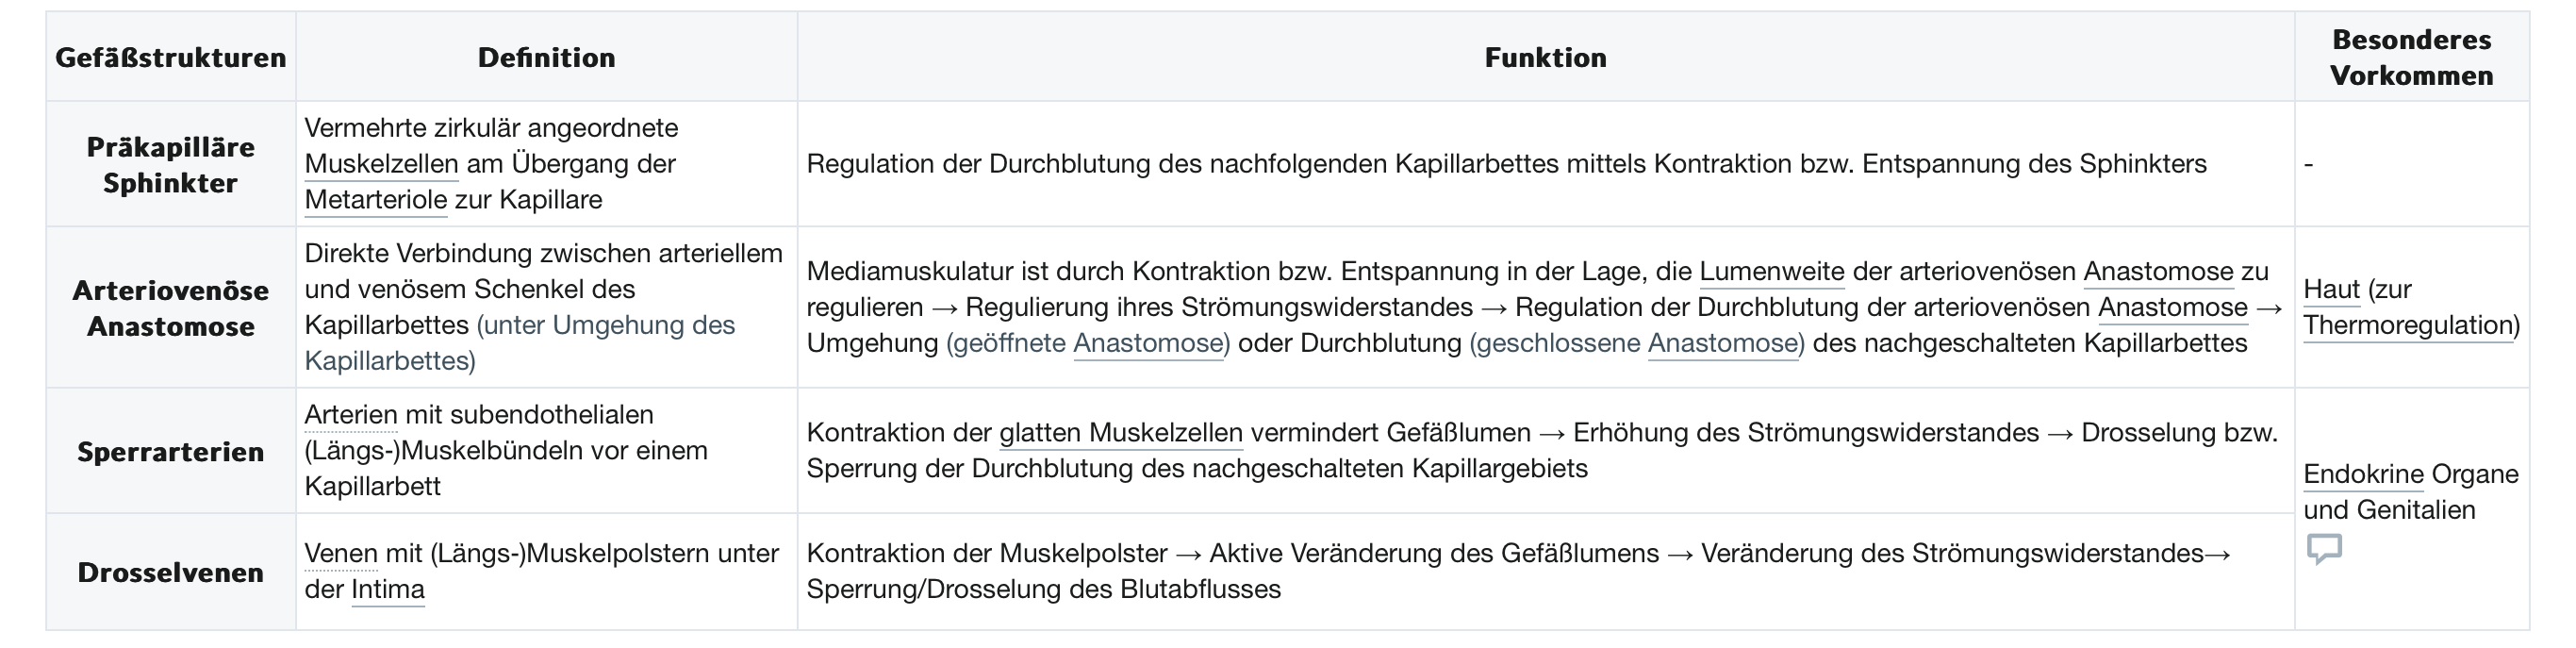 Gefäßstrukturen
Definition
Funktion
Besonderes
Vorkommen
Präkapilläre
Sphinkter
Vermehrte zirkulär angeordnete
Muskelzellen am Übergang der
Metarteriole zur Kapillare
Regulation der Durchblutung des nachfolgenden Kapillarbettes mittels Kontraktion bzw. Entspannung des Sphinkters
-
Arteriovenöse
Anastomose
Direkte Verbindung zwischen arteriellem
und venösem Schenkel des
Kapillarbettes (unter Umgehung des
Kapillarbettes)
Mediamuskulatur ist durch Kontraktion bzw. Entspannung in der Lage, die Lumenweite der arteriovenösen Anastomose zu
regulieren → Regulierung ihres Strömungswiderstandes → Regulation der Durchblutung der arteriovenösen Anastomose →
Umgehung (geöffnete Anastomose) oder Durchblutung (geschlossene Anastomose) des nachgeschalteten Kapillarbettes
Haut (zur
Thermoregulation)
Sperrarterien
Arterien mit subendothelialen
(Längs-)Muskelbündeln vor einem
Kapillarbett
Kontraktion der glatten Muskelzellen vermindert Gefäßlumen → Erhöhung des Strömungswiderstandes → Drosselung bzw.
Sperrung der Durchblutung des nachgeschalteten Kapillargebiets
Endokrine Organe
und Genitalien
Drosselvenen
Venen mit (Längs-)Muskelpolstern unter
der Intima
Kontraktion der Muskelpolster → Aktive Veränderung des Gefäßlumens → Veränderung des Strömungswiderstandes→
Sperrung/Drosselung des Blutabflusses